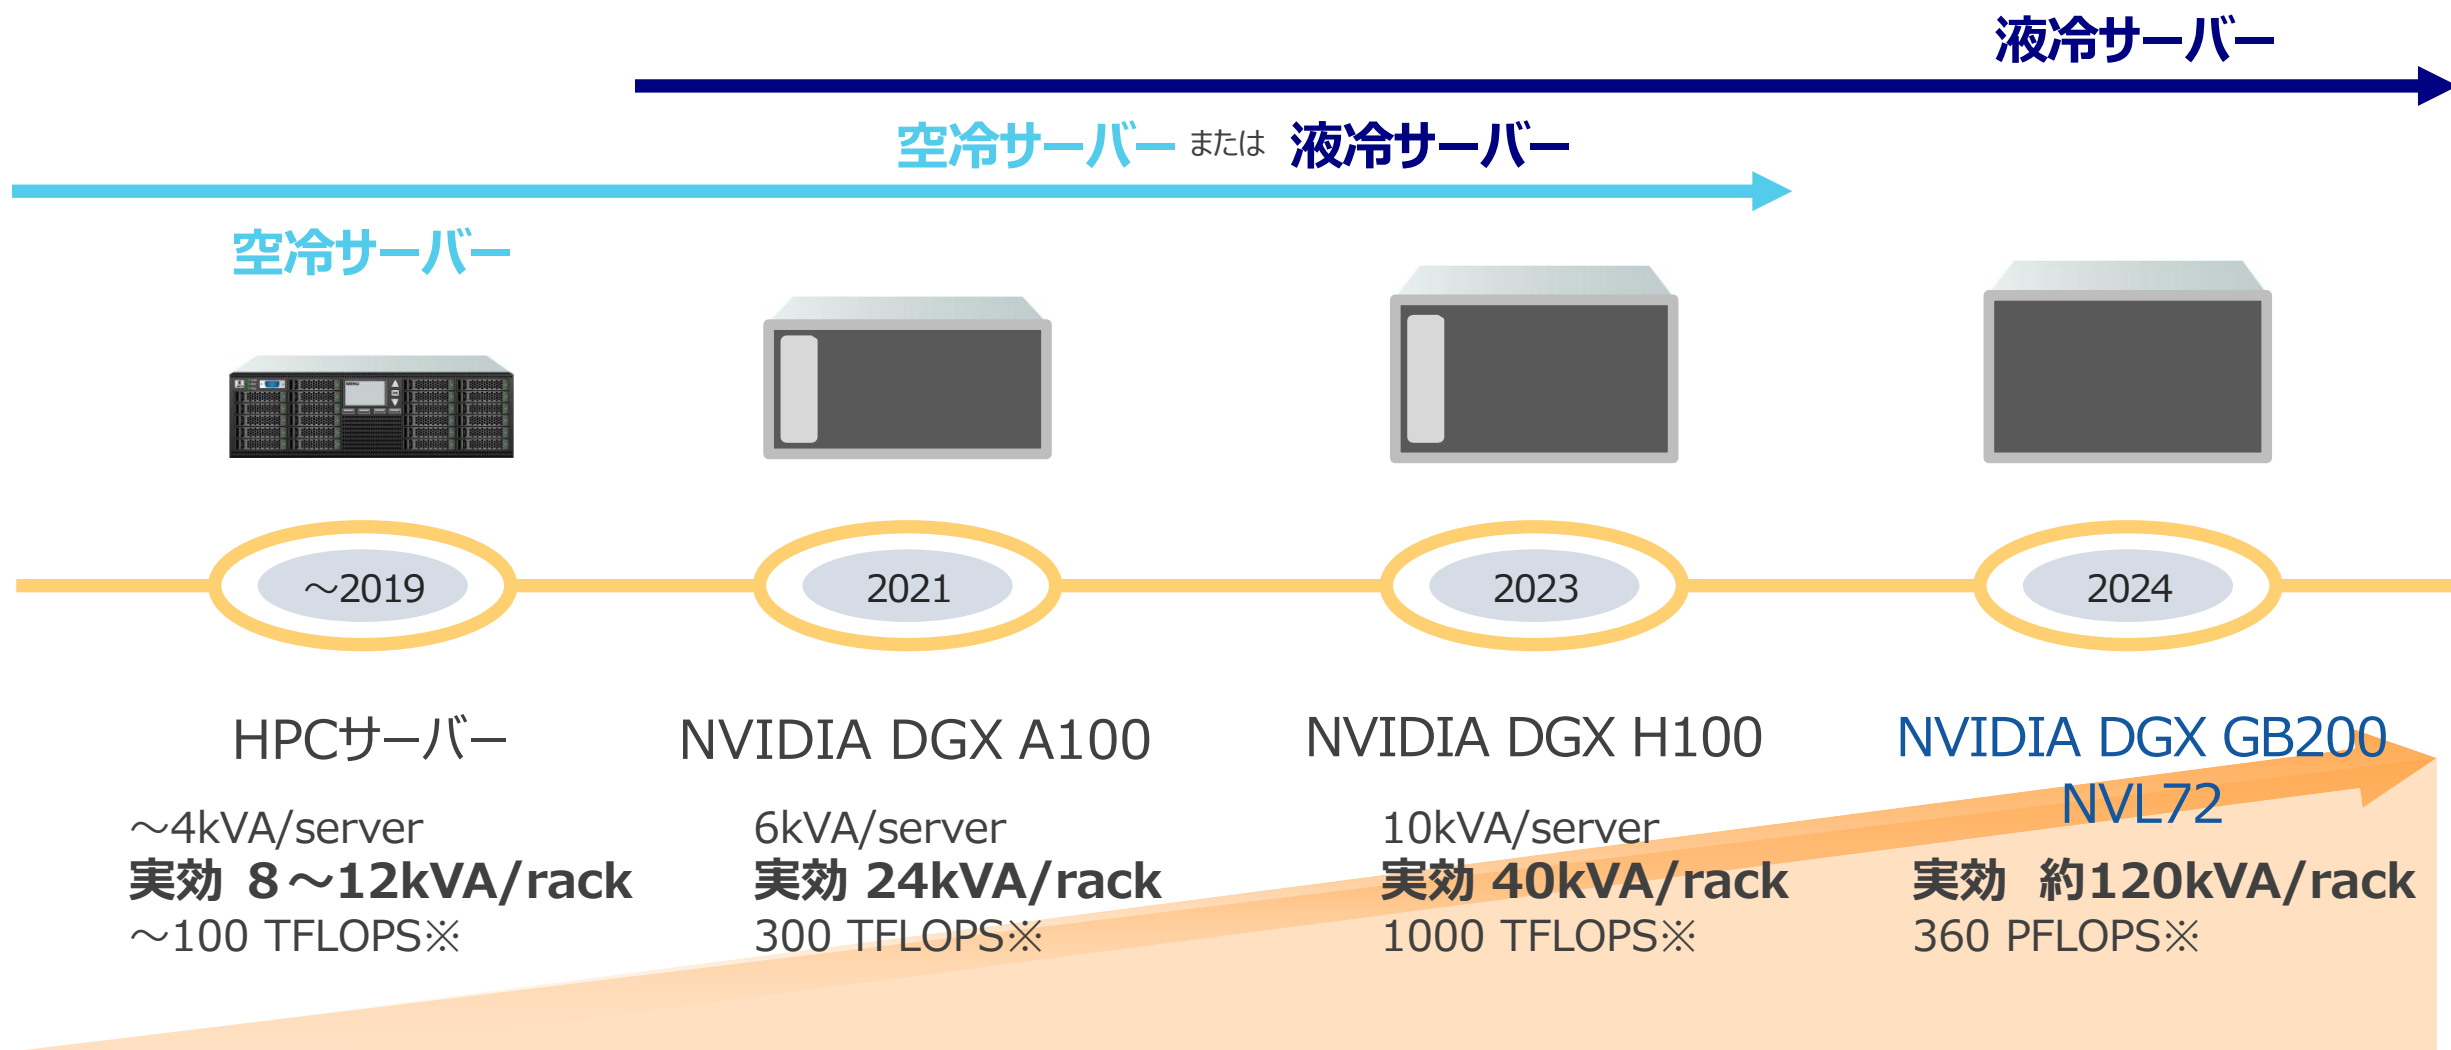 液冷サーバー
空冷サーバー または 液冷サーバー
空冷サーバー
～2019
2021
2023
2024
HPCサーバー
～4kVA/server
実効 8～12kVA/rack
～100 TFLOPS※
NVIDIA DGX A100
6kVA/server
実効 24kVA/rack
300 TFLOPS※
NVIDIA DGX H100
10kVA/server
実効 40kVA/rack
1000 TFLOPS※
NVIDIA DGX GB200
NVL72
実効 約120kVA/rack
360 PFLOPS※